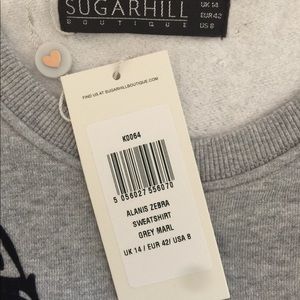 SUGARHILL
BOUTIQUE
UK 14
EUR 42
US 8
FIND US AT SUGARHILLBOUTIQUE.COM
K0064
5 056027 556070
ALANIS ZEBRA
SWEATSHIRT
GREY MARL
UK 14 / EUR 42/ USA 8